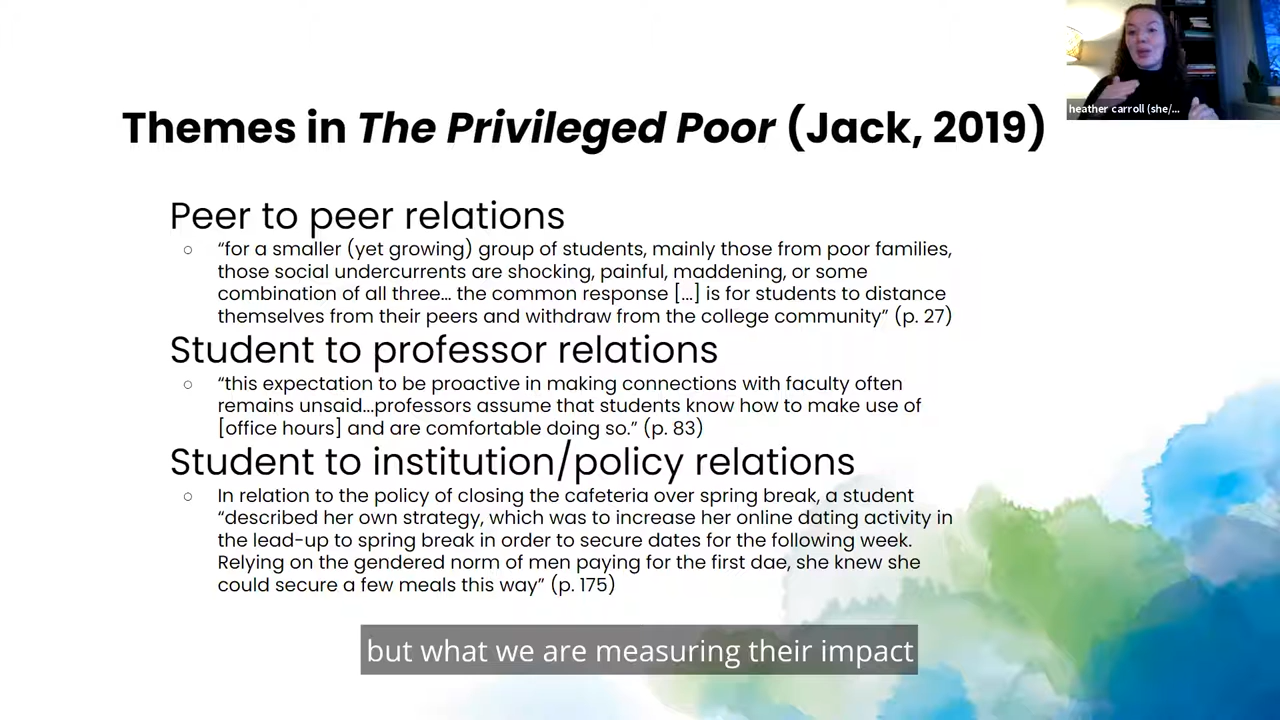 heather carroll (she/...
Themes in The Privileged Poor (Jack, 2019)
Peer to peer relations
○ “for a smaller (yet growing) group of students, mainly those from poor families,
those social undercurrents are shocking, painful, maddening, or some
combination of all three... the common response [...] is for students to distance
themselves from their peers and withdraw from the college community” (p. 27)
Student to professor relations
○ “this expectation to be proactive in making connections with faculty often
remains unsaid...professors assume that students know how to make use of
[office hours] and are comfortable doing so.” (p. 83)
Student to institution/policy relations
○ In relation to the policy of closing the cafeteria over spring break, a student
“described her own strategy, which was to increase her online dating activity in
the lead-up to spring break in order to secure dates for the following week.
Relying on the gendered norm of men paying for the first dae, she knew she
could secure a few meals this way” (p. 175)
but what we are measuring their impact